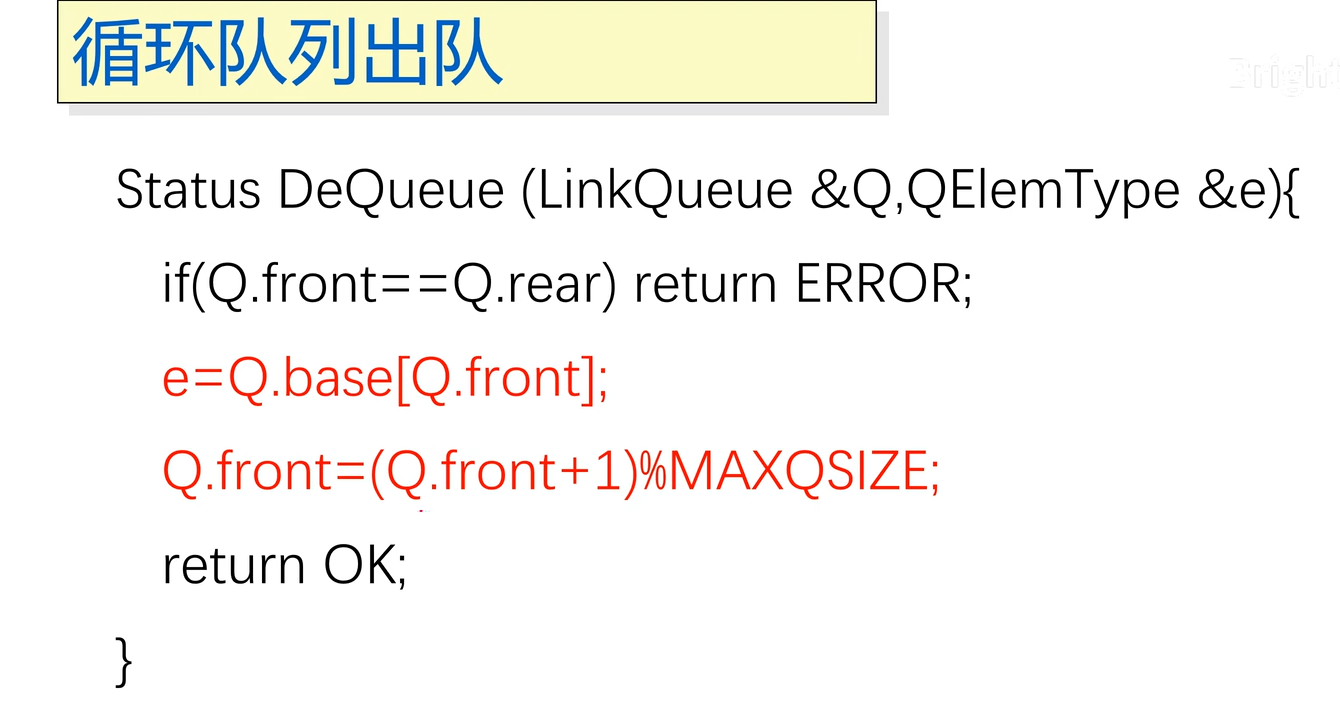 循环队列出队
Bright
Status DeQueue (LinkQueue &Q,QElemType &e){
if(Q.front==Q.rear) return ERROR;
e=Q.base[Q.front];
Q.front=(Q.front+1)%MAXQSIZE;
return OK;
}